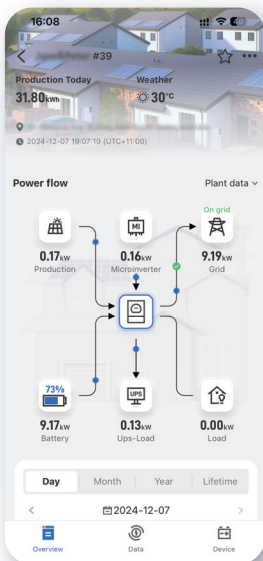 16:08
#39
Production Today
Weather
31.80kWh
30°C
2024-12-07 19:07:19 (UTC+11:00)
Power flow
Plant data
On grid
MI
0.17kW
0.16kW
9.19kW
Production
Microinverter
Grid
73%
UPS
9.17kW
0.13kW
0.00kW
Battery
Ups-Load
Load
Day
Month
Year
Lifetime
2024-12-07
Overview
Data
Device